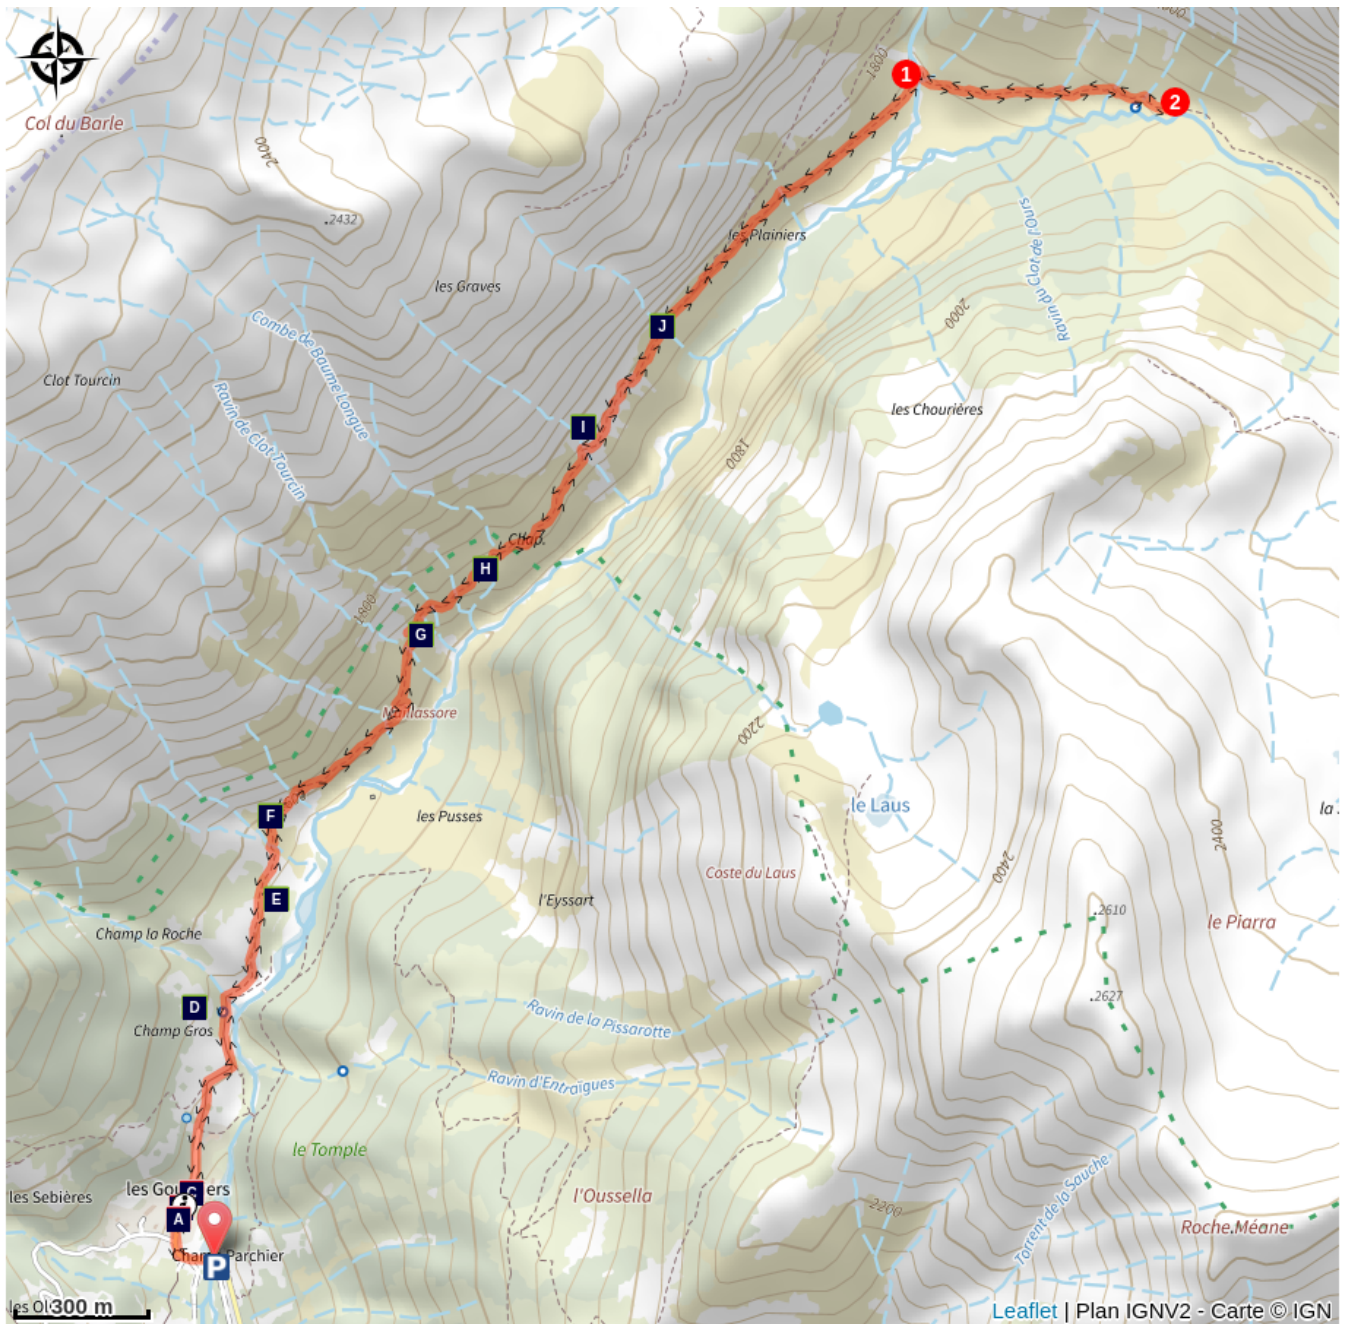 1800
1
2
Col du Barle
2400
.2432
les Plainiers
Ravin du Clot de l'Ours
les Graves
2000
Combe de Baume Longue
J
Clot Tourcin
Ravin de Clot Tourcin
les Chourières
I
1800
Chap.
H
1800
G
Maillassore
2200
le Laus
F
les Pusses
2400
2400
Coste du Laus
E
l'Eyssart
.2610
le Piarra
Champ la Roche
.2627
D
Ravin de la Pissarotte
Champ Gros
Ravin d'Entraigues
le Tomple
Torrent de la Sauche
les Sebières
C
l'Oussella
2200
A
Roche Méane
P
300 m
Leaflet | Plan IGNV2 - Carte © IGN